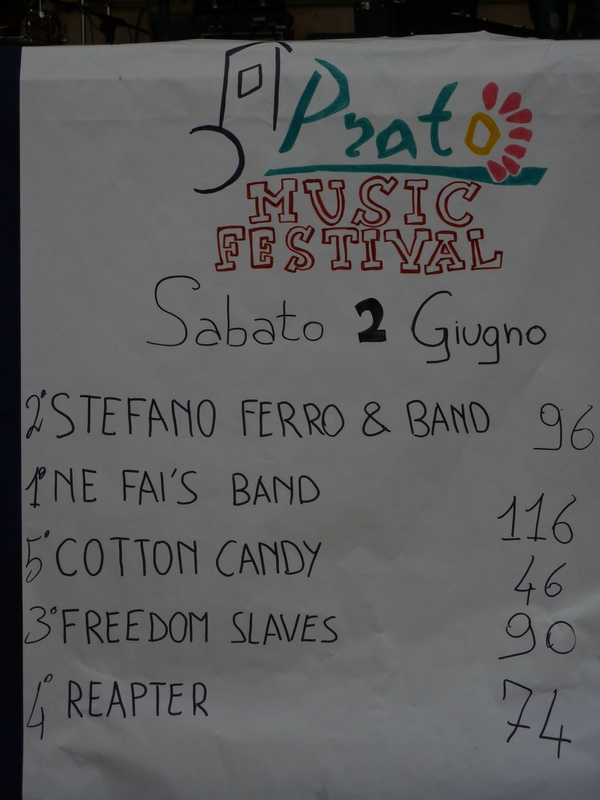 Prato
MUSIC
FESTIVAL
Sabato 2 Giugno
2° STEFANO FERRO & BAND 96
1° NE FAI'S BAND 116
5° COTTON CANDY 46
3° FREEDOM SLAVES 90
4° REAPTER 74